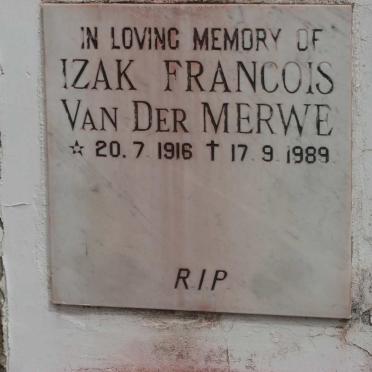 IN LOVING MEMORY OF
IZAK FRANCOIS
VAN DER MERWE
☆ 20.7.1916 ✝ 17.9.1989
RIP